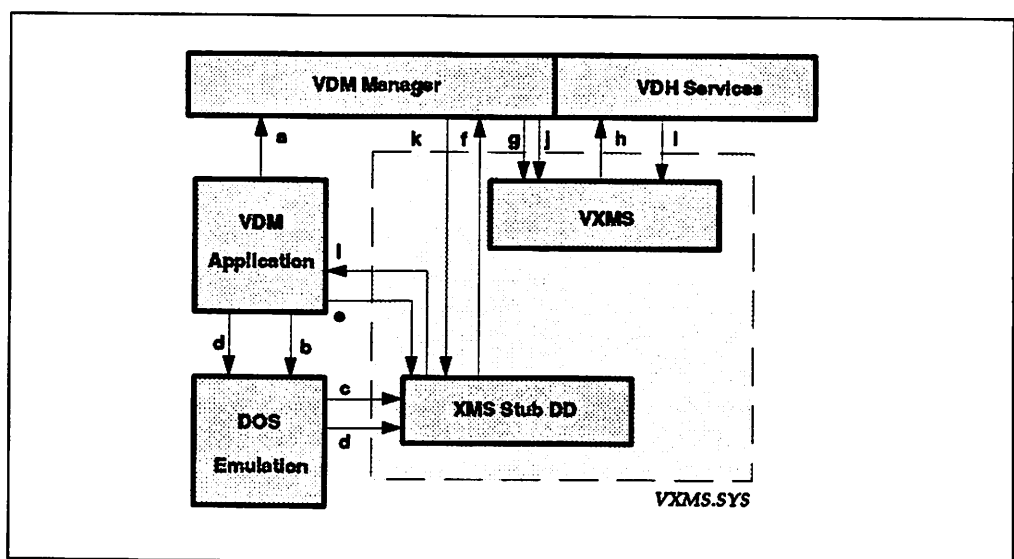 VDM Manager
VDH Services
a
k
f
g
j
h
i
VDM
Application
VXMS
l
e
d
b
c
d
XMS Stub DD
DOS
Emulation
VXMS.SYS